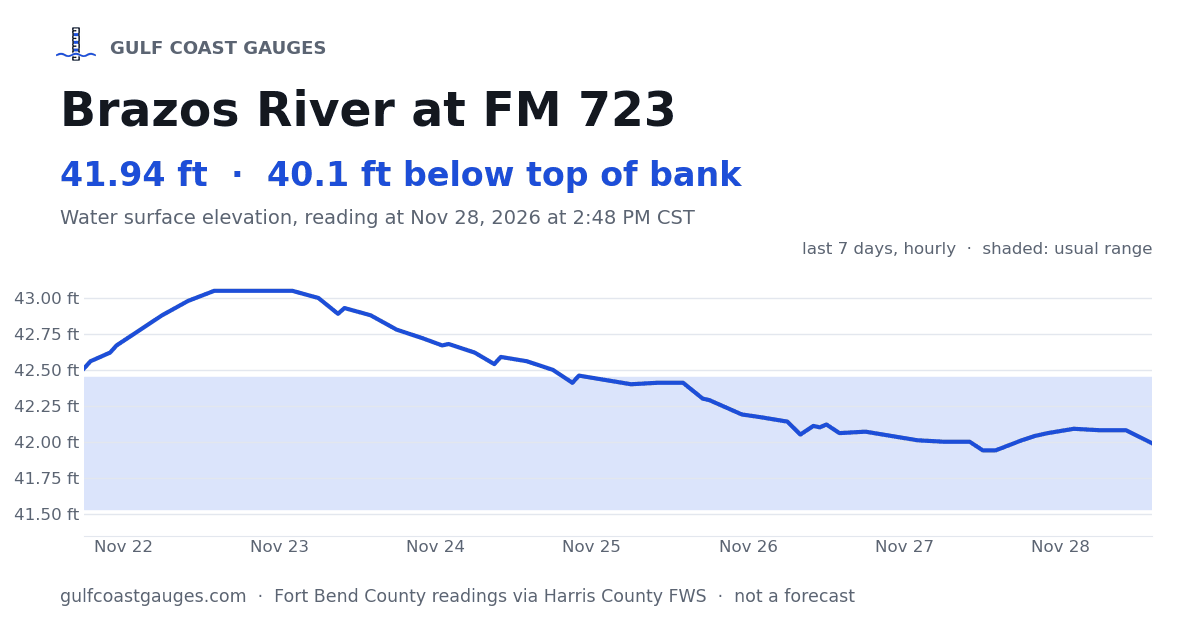 GULF COAST GAUGES
Brazos River at FM 723
41.94 ft · 40.1 ft below top of bank
Water surface elevation, reading at Nov 28, 2026 at 2:48 PM CST
last 7 days, hourly · shaded: usual range
43.00 ft
42.75 ft
42.50 ft
42.25 ft
42.00 ft
41.75 ft
41.50 ft
Nov 22 Nov 23 Nov 24 Nov 25 Nov 26 Nov 27 Nov 28
gulfcoastgauges.com · Fort Bend County readings via Harris County FWS · not a forecast